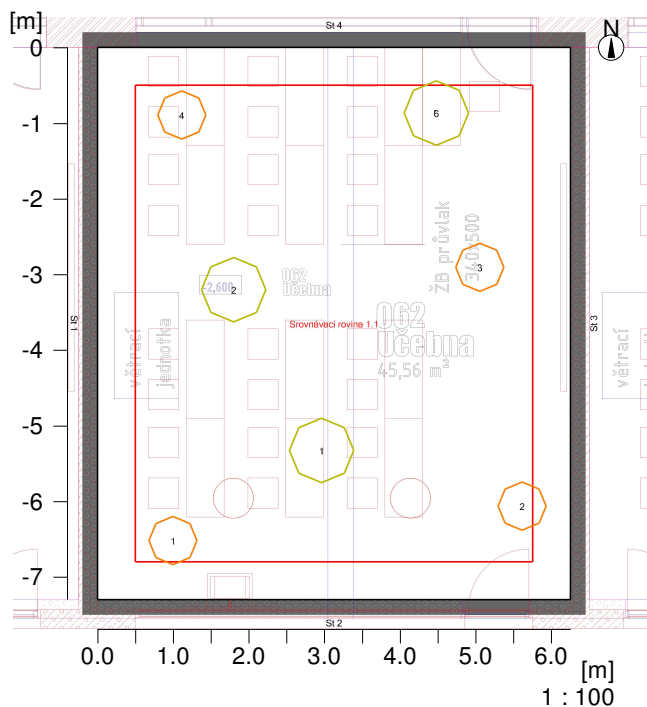 [m]
St 4
N
0
-1
-2
-3
-4
-5
-6
-7
4
6
ŽB průvlak
340x500
3
-2,600
2
062
Učebna
Srovnávací rovina 1.1
062
Učebna
45,56 m²
St 1
St 3
větrací
jednotka
větrací
1
2
1
St 2
0.0 1.0 2.0 3.0 4.0 5.0 6.0
[m]
1 : 100